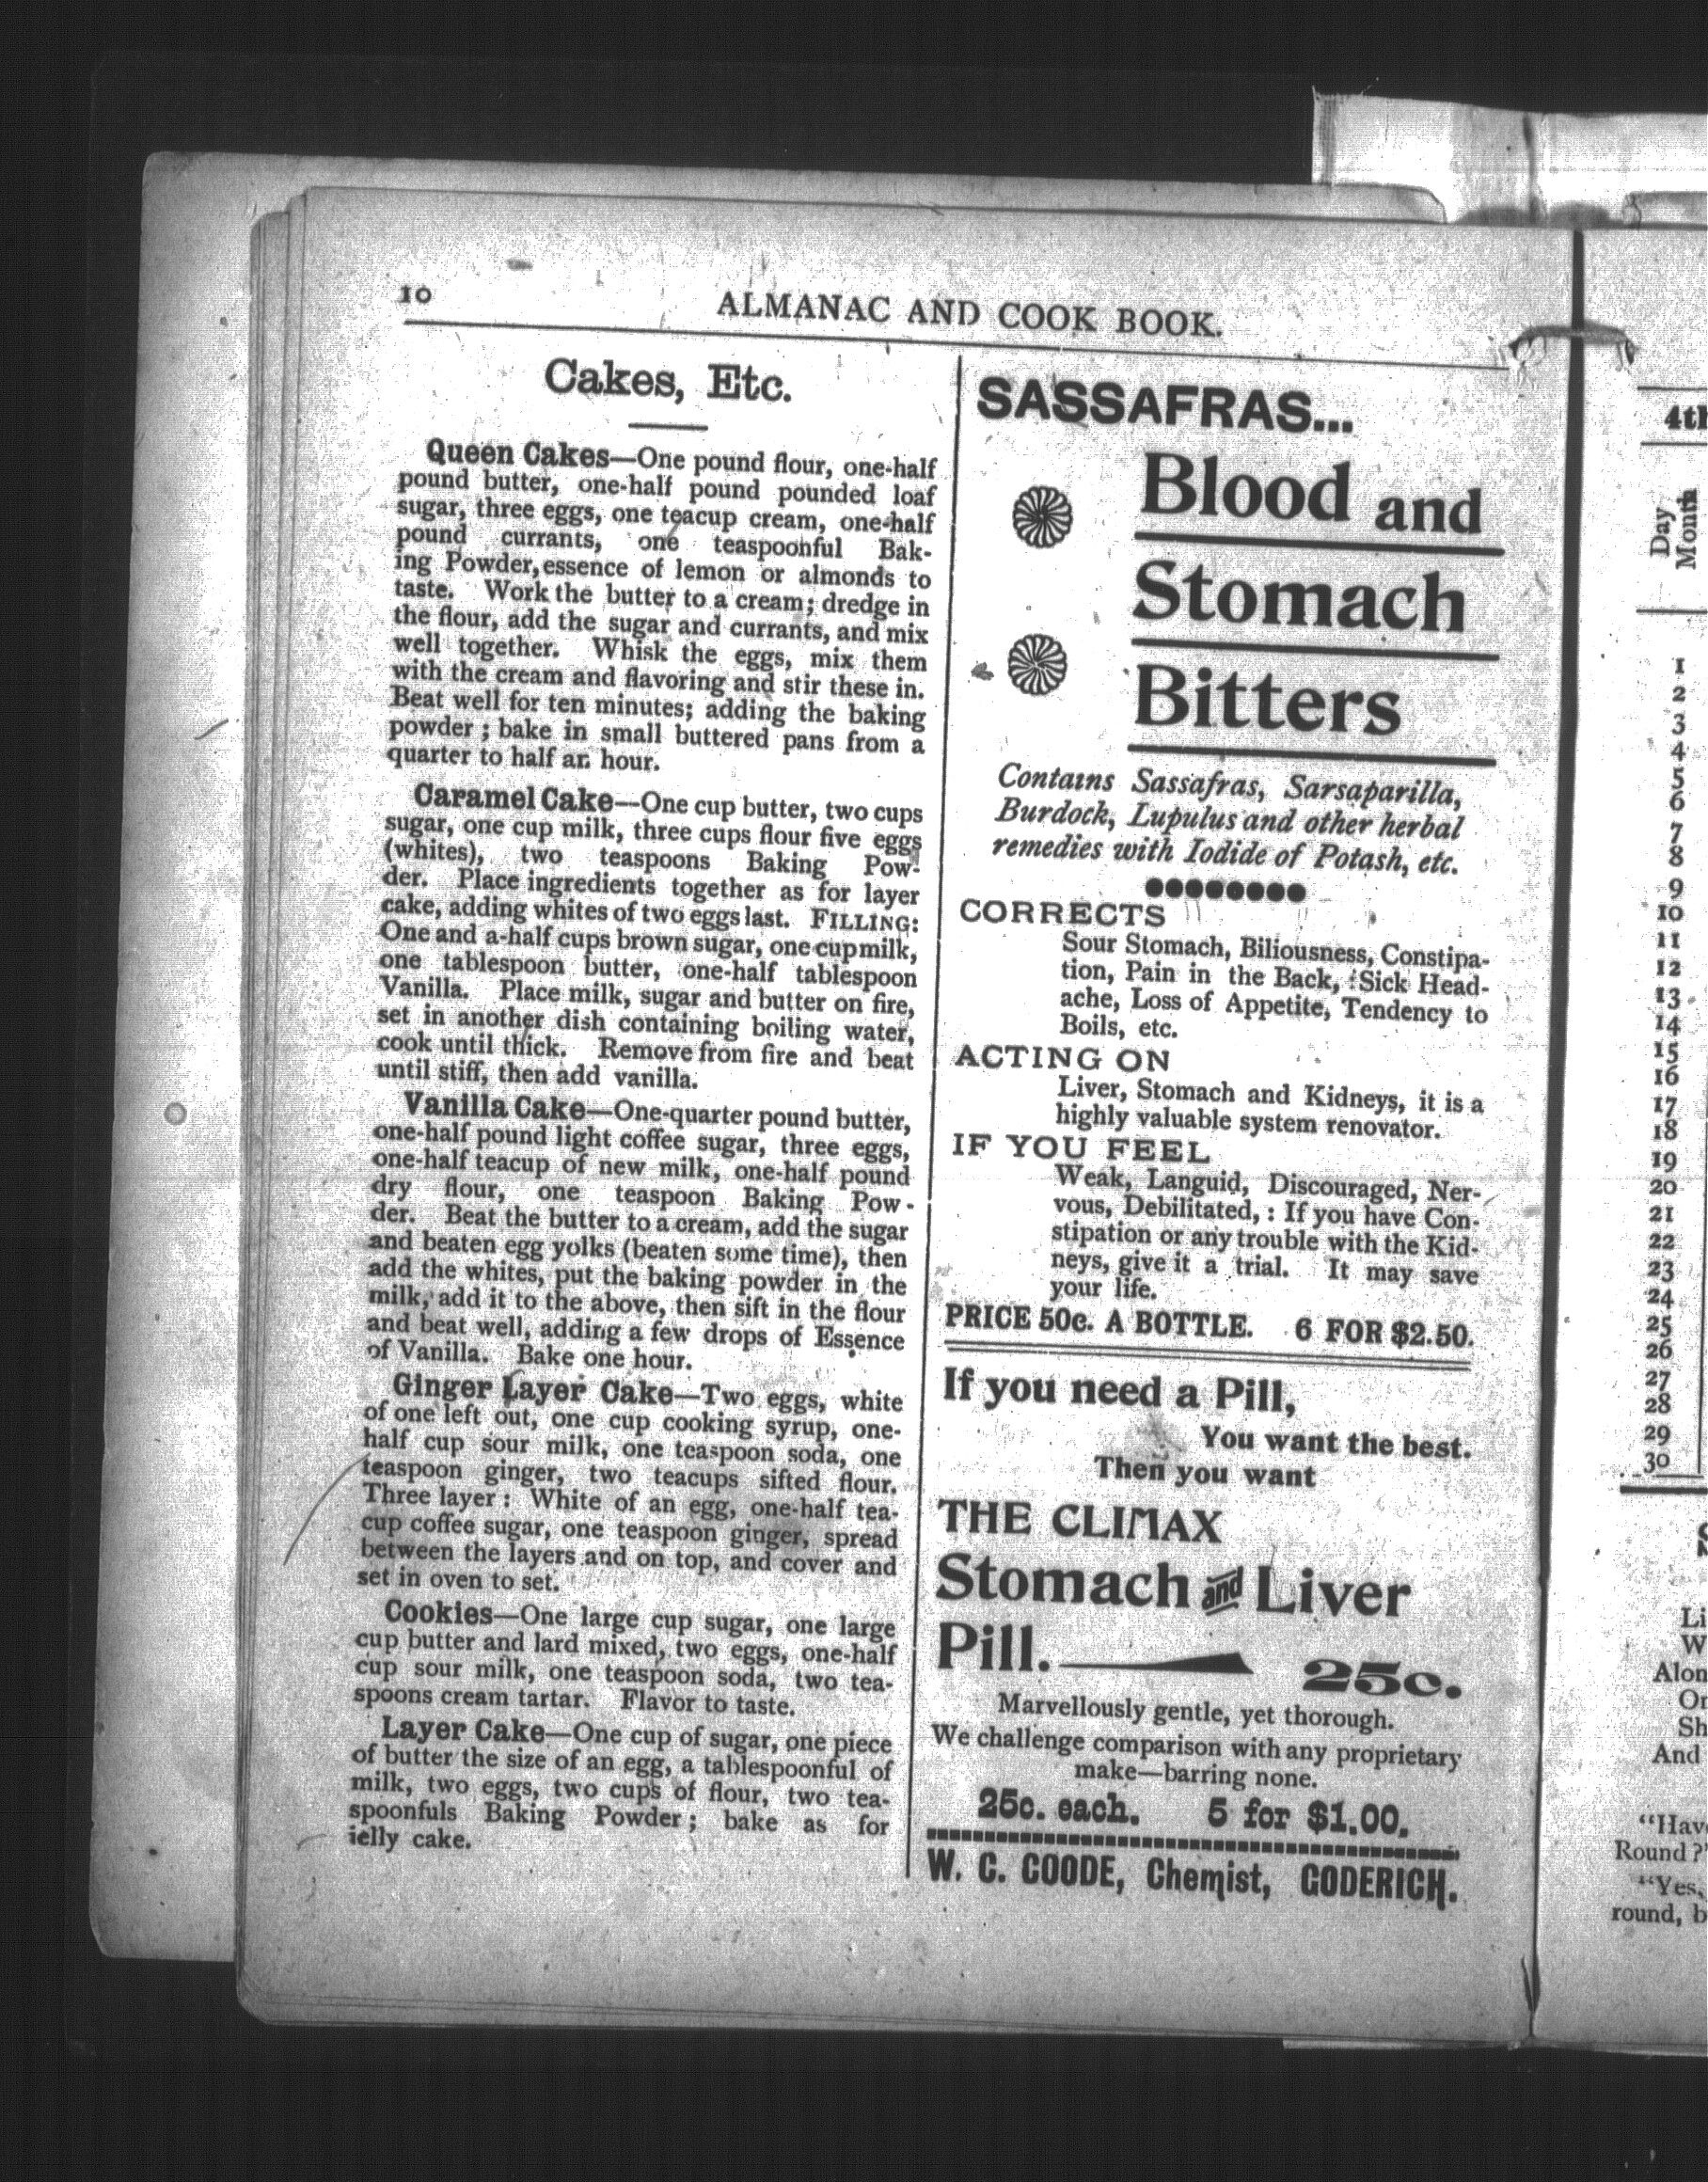 10
ALMANAC AND COOK BOOK.
Cakes, Etc.
Queen Cakes—One pound flour, one-half
pound butter, one-half pound pounded loaf
sugar, three eggs, one teacup cream, one-half
pound currants, one teaspoonful Bak-
ing Powder, essence of lemon or almonds to
taste. Work the butter to a cream; dredge in
the flour, add the sugar and currants, and mix
well together. Whisk the eggs, mix them
with the cream and flavoring and stir these in.
Beat well for ten minutes; adding the baking
powder ; bake in small buttered pans from a
quarter to half an hour.
Caramel Cake—One cup butter, two cups
sugar, one cup milk, three cups flour five eggs
(whites), two teaspoons Baking Pow-
der. Place ingredients together as for layer
cake, adding whites of two eggs last. FILLING:
One and a-half cups brown sugar, one cup milk,
one tablespoon butter, one-half tablespoon
Vanilla. Place milk, sugar and butter on fire,
set in another dish containing boiling water,
cook until thick. Remove from fire and beat
until stiff, then add vanilla.
Vanilla Cake—One-quarter pound butter,
one-half pound light coffee sugar, three eggs,
one-half teacup of new milk, one-half pound
dry flour, one teaspoon Baking Pow-
der. Beat the butter to a cream, add the sugar
and beaten egg yolks (beaten some time), then
add the whites, put the baking powder in the
milk, add it to the above, then sift in the flour
and beat well, adding a few drops of Essence
of Vanilla. Bake one hour.
Ginger Layer Cake—Two eggs, white
of one left out, one cup cooking syrup, one-
half cup sour milk, one teaspoon soda, one
teaspoon ginger, two teacups sifted flour.
Three layer : White of an egg, one-half tea-
cup coffee sugar, one teaspoon ginger, spread
between the layers and on top, and cover and
set in oven to set.
Cookies—One large cup sugar, one large
cup butter and lard mixed, two eggs, one-half
cup sour milk, one teaspoon soda, two tea-
spoons cream tartar. Flavor to taste.
Layer Cake—One cup of sugar, one piece
of butter the size of an egg, a tablespoonful of
milk, two eggs, two cups of flour, two tea-
spoonfuls Baking Powder ; bake as for
jelly cake.
SASSAFRAS...
Blood and
Stomach
Bitters
Contains Sassafras, Sarsaparilla,
Burdock, Lupulus and other herbal
remedies with Iodide of Potash, etc.
CORRECTS
Sour Stomach, Biliousness, Constipa-
tion, Pain in the Back, Sick Head-
ache, Loss of Appetite, Tendency to
Boils, etc.
ACTING ON
Liver, Stomach and Kidneys, it is a
highly valuable system renovator.
IF YOU FEEL
Weak, Languid, Discouraged, Ner-
vous, Debilitated, : If you have Con-
stipation or any trouble with the Kid-
neys, give it a trial. It may save
your life.
PRICE 50c. A BOTTLE. 6 FOR $2.50.
If you need a Pill,
You want the best.
Then you want
THE CLIMAX
Stomach and Liver
Pill. 25c.
Marvellously gentle, yet thorough.
We challenge comparison with any proprietary
make—barring none.
25c. each. 5 for $1.00.
W. C. GOODE, Chemist, GODERICH.
4th
Day
Month
1
2
3
4
5
6
7
8
9
10
11
12
13
14
15
16
17
18
19
20
21
22
23
24
25
26
27
28
29
30
Li
W
Alon
Or
Sh
And
"Hav
Round?"
"Yes,
round, b